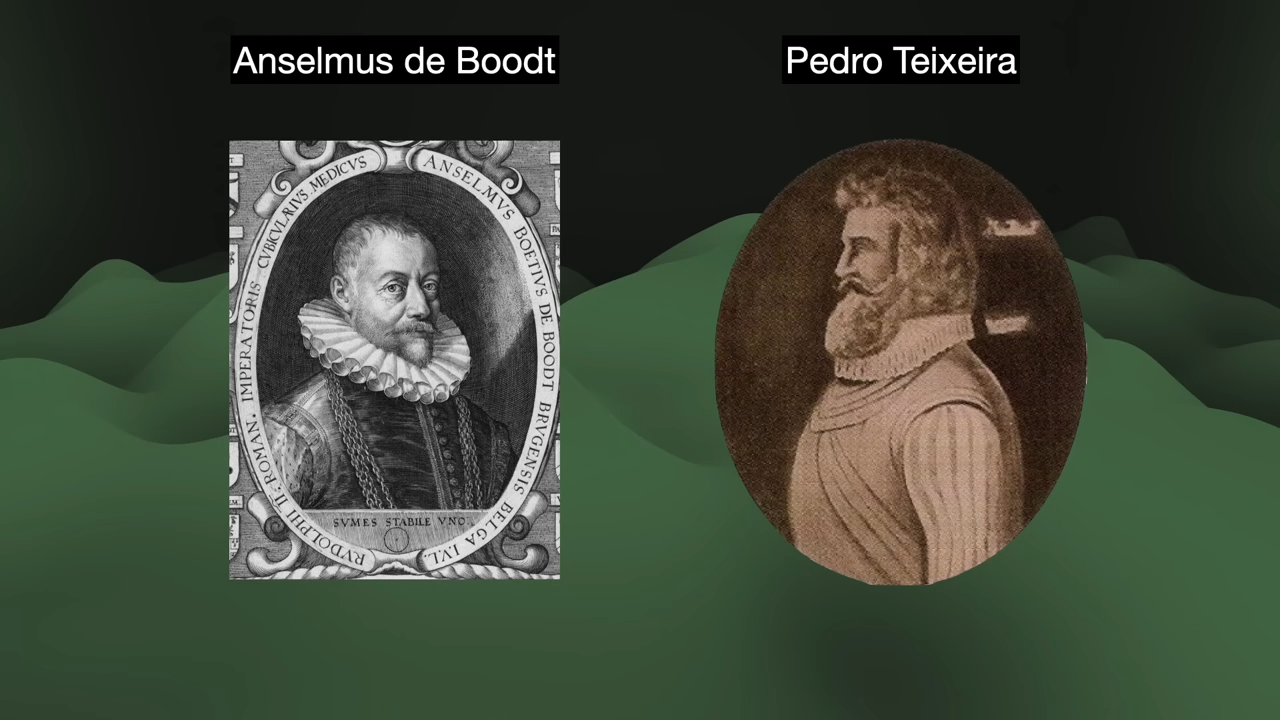 Anselmus de Boodt
Pedro Teixeira
RVDOLPHI II. ROMAN. IMPERATORIS CVBICVLARIVS MEDICVS
ANSELMVS BOETIVS DE BOODT BRVGENSIS BELGA
SVMES STABILE VNO